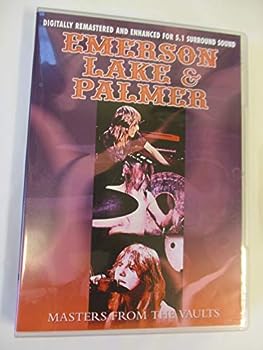 DIGITALLY REMASTERED AND ENHANCED FOR 5.1 SURROUND SOUND
EMERSON
LAKE &
PALMER
MASTERS FROM THE VAULTS